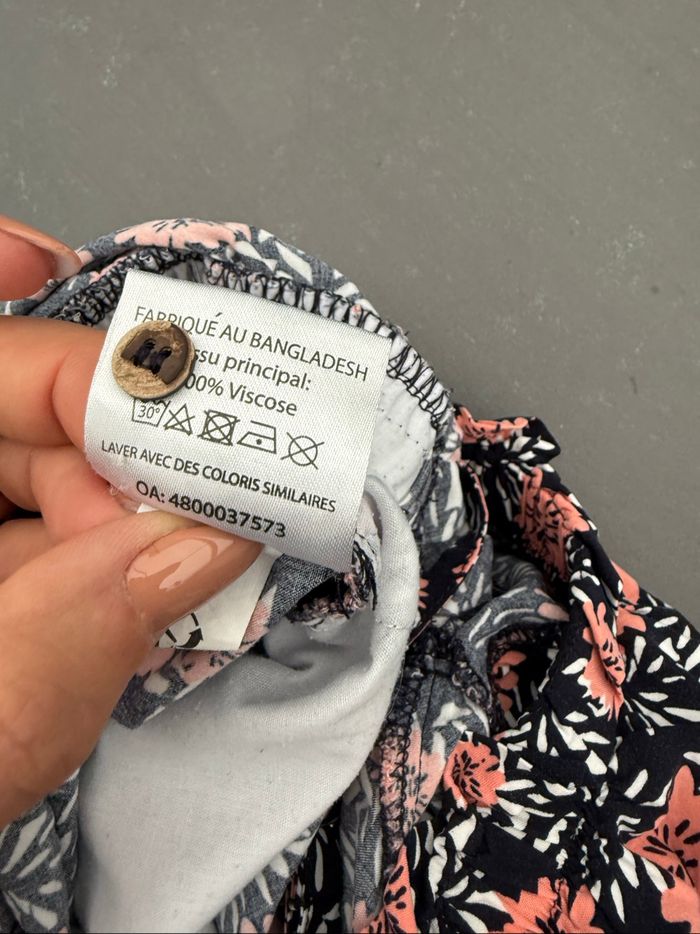 FABRIQUÉ AU BANGLADESH
principal:
Viscose
30°
LAVER AVEC DES COLORIS SIMILAIRES
OA: 4800037573